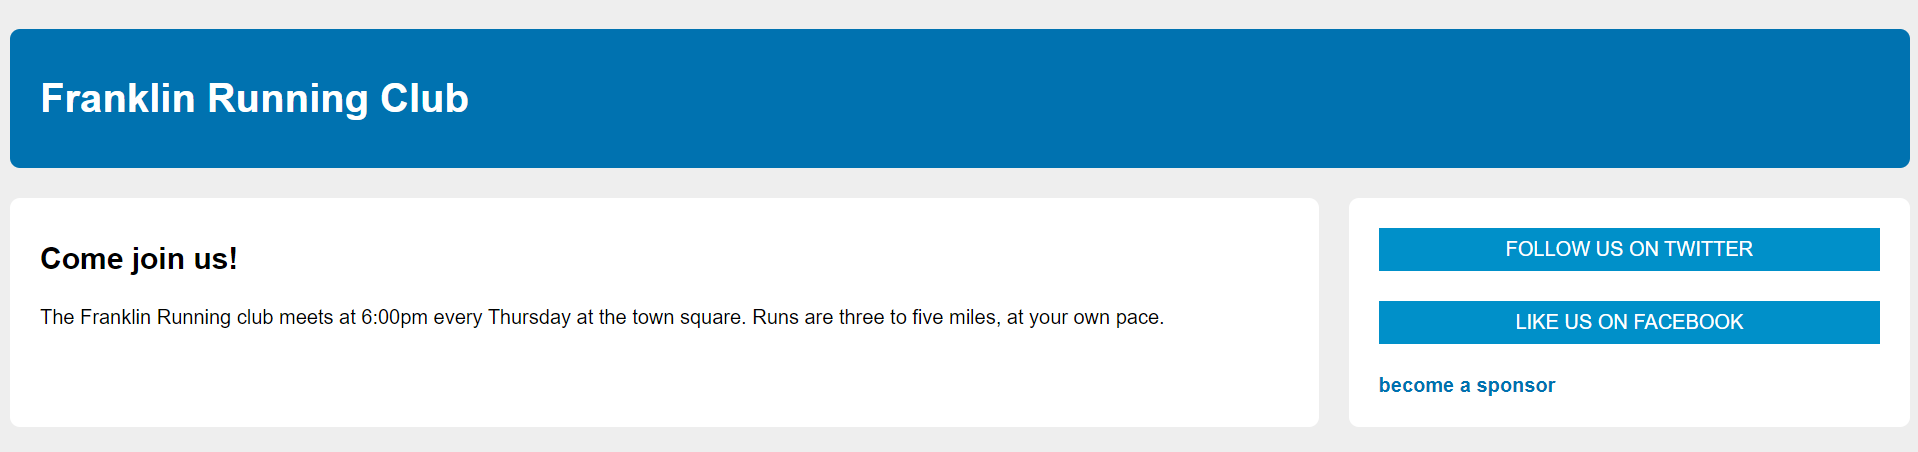 Franklin Running Club
Come join us!
The Franklin Running club meets at 6:00pm every Thursday at the town square. Runs are three to five miles, at your own pace.
FOLLOW US ON TWITTER
LIKE US ON FACEBOOK
become a sponsor